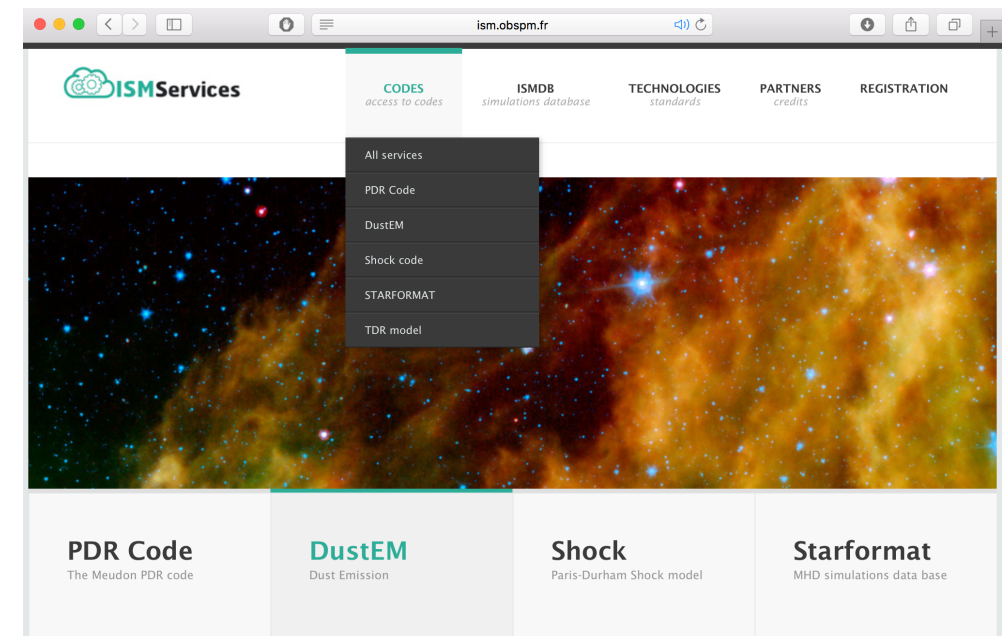 ism.obspm.fr
ISMServices
CODES
access to codes
ISMDB
simulations database
TECHNOLOGIES
standards
PARTNERS
credits
REGISTRATION
All services
PDR Code
DustEM
Shock code
STARFORMAT
TDR model
PDR Code
The Meudon PDR code
DustEM
Dust Emission
Shock
Paris-Durham Shock model
Starformat
MHD simulations data base